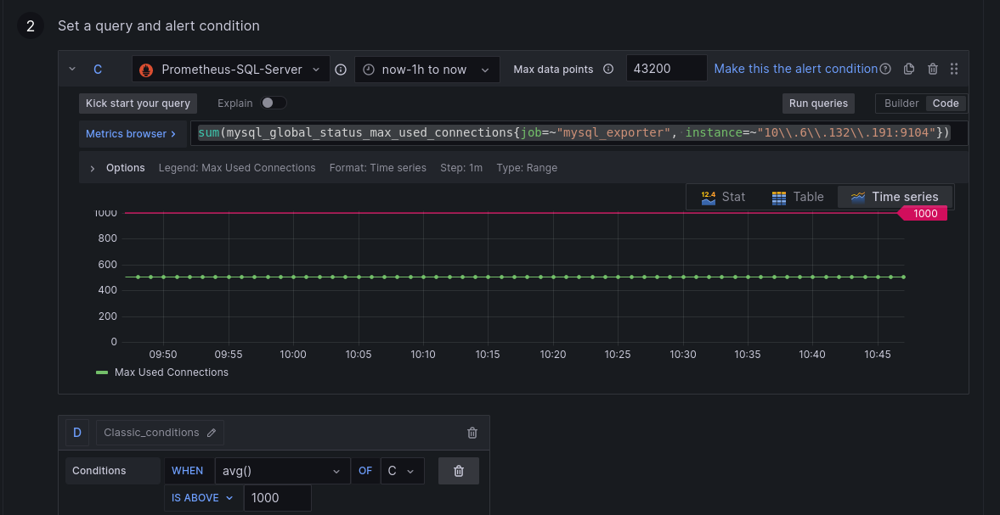 2 Set a query and alert condition
C Prometheus-SQL-Server now-1h to now Max data points 43200 Make this the alert condition
Kick start your query Explain Run queries Builder Code
Metrics browser > sum(mysql_global_status_max_used_connections{job=~"mysql_exporter", instance=~"10\\.6\\.132\\.191:9104"})
> Options Legend: Max Used Connections Format: Time series Step: 1m Type: Range
12.4 Stat Table Time series
1000 1000
800
600
400
200
0
09:50 09:55 10:00 10:05 10:10 10:15 10:20 10:25 10:30 10:35 10:40 10:45
Max Used Connections
D Classic_conditions
Conditions WHEN avg() OF C
IS ABOVE 1000